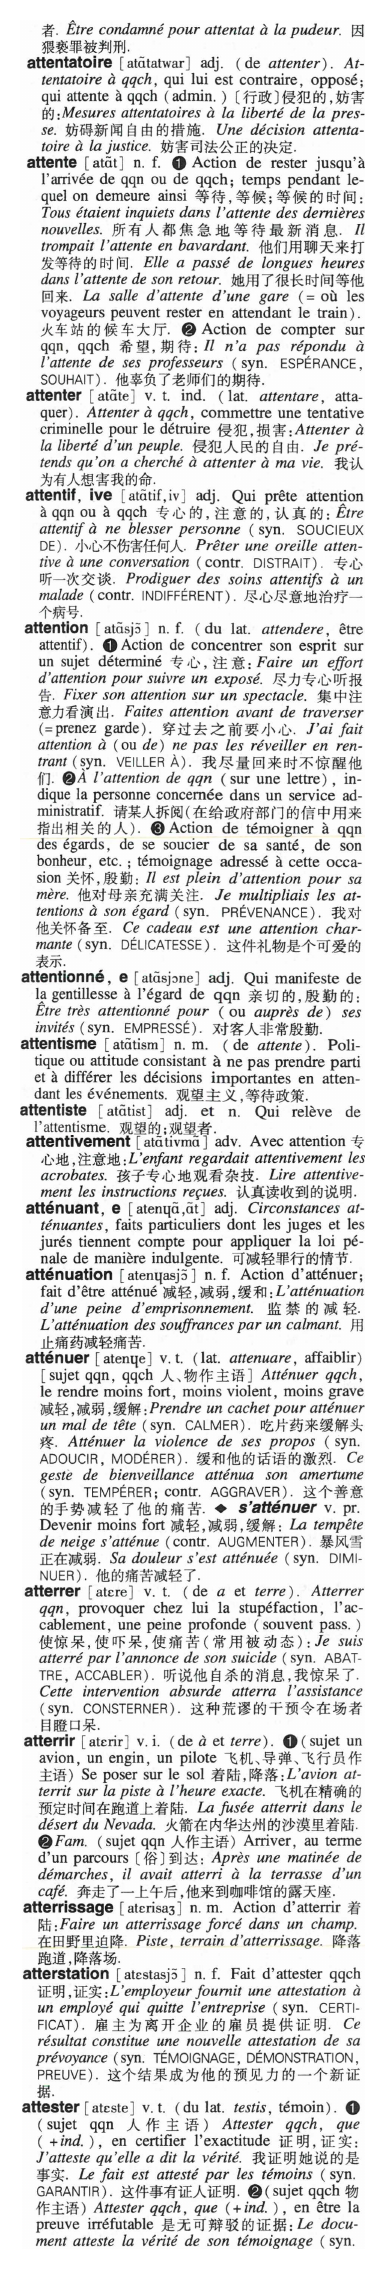 者. Être condamné pour attentat à la pudeur. 因
猥亵罪被判刑.
attentatoire [atɑ̃tatwar] adj. (de attenter). At-
tentatoire à qqch, qui lui est contraire, opposé;
qui attente à qqch (admin.)〔行政〕侵犯的,妨害
的:Mesures attentatoires à la liberté de la pres-
se. 妨碍新闻自由的措施. Une décision attenta-
toire à la justice. 妨害司法公正的决定.
attente [atɑ̃t] n. f. ❶ Action de rester jusqu'à
l'arrivée de qqn ou de qqch; temps pendant le-
quel on demeure ainsi 等待,等候;等候的时间:
Tous étaient inquiets dans l'attente des dernières
nouvelles. 所有人都焦急地等待最新消息. Il
trompait l'attente en bavardant. 他们用聊天来打
发等待的时间. Elle a passé de longues heures
dans l'attente de son retour. 她用了很长时间等他
回来. La salle d'attente d'une gare (= où les
voyageurs peuvent rester en attendant le train).
火车站的候车大厅. ❷ Action de compter sur
qqn, qqch 希望,期待: Il n'a pas répondu à
l'attente de ses professeurs (syn. ESPÉRANCE,
SOUHAIT). 他辜负了老师们的期待.
attenter [atɑ̃te] v. t. ind. (lat. attentare, atta-
quer). Attenter à qqch, commettre une tentative
criminelle pour le détruire 侵犯,损害:Attenter à
la liberté d'un peuple. 侵犯人民的自由. Je pré-
tends qu'on a cherché à attenter à ma vie. 我认
为有人想害我的命.
attentif, ive [atɑ̃tif,iv] adj. Qui prête attention
à qqn ou à qqch 专心的,注意的,认真的: Être
attentif à ne blesser personne (syn. SOUCIEUX
DE). 小心不伤害任何人. Prêter une oreille atten-
tive à une conversation (contr. DISTRAIT). 专心
听一次交谈. Prodiguer des soins attentifs à un
malade (contr. INDIFFÉRENT). 尽心尽意地治疗一
个病号.
attention [atɑ̃sjɔ̃] n. f. (du lat. attendere, être
attentif). ❶ Action de concentrer son esprit sur
un sujet déterminé 专心,注意: Faire un effort
d'attention pour suivre un exposé. 尽力专心听报
告. Fixer son attention sur un spectacle. 集中注
意力看演出. Faites attention avant de traverser
(=prenez garde). 穿过去之前要小心. J'ai fait
attention à (ou de) ne pas les réveiller en ren-
trant (syn. VEILLER À). 我尽量回来时不惊醒他
们. ❷À l'attention de qqn (sur une lettre), in-
dique la personne concernée dans un service ad-
ministratif. 请某人拆阅(在给政府部门的信中用来
指出相关的人). ❸ Action de témoigner à qqn
des égards, de se soucier de sa santé, de son
bonheur, etc. ; témoignage adressé à cette occa-
sion 关怀,殷勤: Il est plein d'attention pour sa
mère. 他对母亲充满关注. Je multipliais les at-
tentions à son égard (syn. PRÉVENANCE). 我对
他关怀备至. Ce cadeau est une attention char-
mante (syn. DÉLICATESSE). 这件礼物是个可爱的
表示.
attentionné, e [atɑ̃sjɔne] adj. Qui manifeste de
la gentillesse à l'égard de qqn 亲切的,殷勤的:
Être très attentionné pour (ou auprès de) ses
invités (syn. EMPRESSÉ). 对客人非常殷勤.
attentisme [atɑ̃tism] n. m. (de attente). Poli-
tique ou attitude consistant à ne pas prendre parti
et à différer les décisions importantes en atten-
dant les événements. 观望主义,等待政策.
attentiste [atɑ̃tist] adj. et n. Qui relève de
l'attentisme. 观望的;观望者.
attentivement [atɑ̃tivmɑ̃] adv. Avec attention 专
心地,注意地:L'enfant regardait attentivement les
acrobates. 孩子专心地观看杂技. Lire attentive-
ment les instructions reçues. 认真读收到的说明.
atténuant, e [atenɥɑ̃,ɑ̃t] adj. Circonstances at-
ténuantes, faits particuliers dont les juges et les
jurés tiennent compte pour appliquer la loi pé-
nale de manière indulgente. 可减轻罪行的情节.
atténuation [atenɥasjɔ̃] n. f. Action d'atténuer;
fait d'être atténué 减轻,减弱,缓和:L'atténuation
d'une peine d'emprisonnement. 监禁的减轻.
L'atténuation des souffrances par un calmant. 用
止痛药减轻痛苦.
atténuer [atenɥe] v. t. (lat. attenuare, affaiblir)
[sujet qqn, qqch 人、物作主语] Atténuer qqch,
le rendre moins fort, moins violent, moins grave
减轻,减弱,缓解:Prendre un cachet pour atténuer
un mal de tête (syn. CALMER). 吃片药来缓解头
疼. Atténuer la violence de ses propos (syn.
ADOUCIR, MODÉRER). 缓和他的话语的激烈. Ce
geste de bienveillance atténua son amertume
(syn. TEMPÉRER; contr. AGGRAVER). 这个善意
的手势减轻了他的痛苦. ◆ s'atténuer v. pr.
Devenir moins fort 减轻,减弱,缓解: La tempête
de neige s'atténue (contr. AUGMENTER). 暴风雪
正在减弱. Sa douleur s'est atténuée (syn. DIMI-
NUER). 他的痛苦减轻了.
atterrer [atɛre] v. t. (de a et terre). Atterrer
qqn, provoquer chez lui la stupéfaction, l'ac-
cablement, une peine profonde (souvent pass.)
使惊呆,使吓呆,使痛苦(常用被动态):Je suis
atterré par l'annonce de son suicide (syn. ABAT-
TRE, ACCABLER). 听说他自杀的消息,我惊呆了.
Cette intervention absurde atterra l'assistance
(syn. CONSTERNER). 这种荒谬的干预令在场者
目瞪口呆.
atterrir [atɛrir] v. i. (de à et terre). ❶(sujet un
avion, un engin, un pilote 飞机、导弹、飞行员作
主语) Se poser sur le sol 着陆,降落:L'avion at-
territ sur la piste à l'heure exacte. 飞机在精确的
预定时间在跑道上着陆. La fusée atterrit dans le
désert du Nevada. 火箭在内华达州的沙漠里着陆.
❷Fam. (sujet qqn 人作主语) Arriver, au terme
d'un parcours [俗]到达: Après une matinée de
démarches, il avait atterri à la terrasse d'un
café. 奔走了一上午后,他来到咖啡馆的露天座.
atterrissage [atɛrisaʒ] n. m. Action d'atterrir 着
陆:Faire un atterrissage forcé dans un champ.
在田野里迫降. Piste, terrain d'atterrissage. 降落
跑道,降落场.
atterstation [atɛstasjɔ̃] n. f. Fait d'attester qqch
证明,证实:L'employeur fournit une attestation à
un employé qui quitte l'entreprise (syn. CERTI-
FICAT). 雇主为离开企业的雇员提供证明. Ce
résultat constitue une nouvelle attestation de sa
prévoyance (syn. TÉMOIGNAGE, DÉMONSTRATION,
PREUVE). 这个结果成为他的预见力的一个新证
据.
attester [atɛste] v. t. (du lat. testis, témoin). ❶
(sujet qqn 人作主语) Attester qqch, que
(+ind.), en certifier l'exactitude 证明,证实:
J'atteste qu'elle a dit la vérité. 我证明她说的是
事实. Le fait est attesté par les témoins (syn.
GARANTIR). 这件事有证人证明. ❷(sujet qqch 物
作主语) Attester qqch, que (+ind.), en être la
preuve irréfutable 是无可辩驳的证据: Le docu-
ment atteste la vérité de son témoignage (syn.